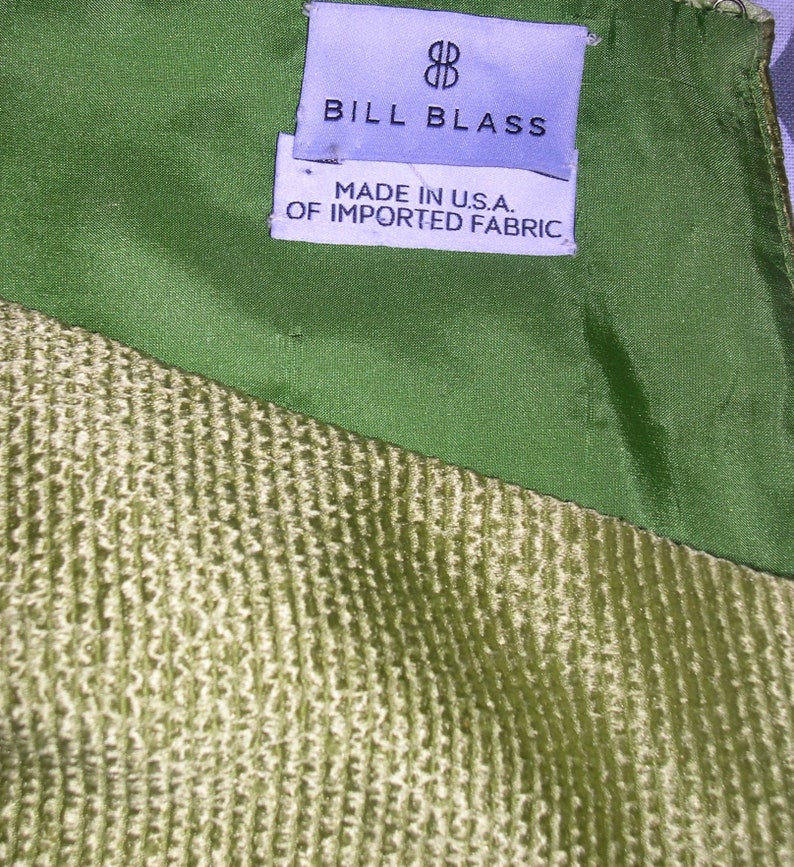 BILL BLASS
MADE IN U.S.A.
OF IMPORTED FABRIC